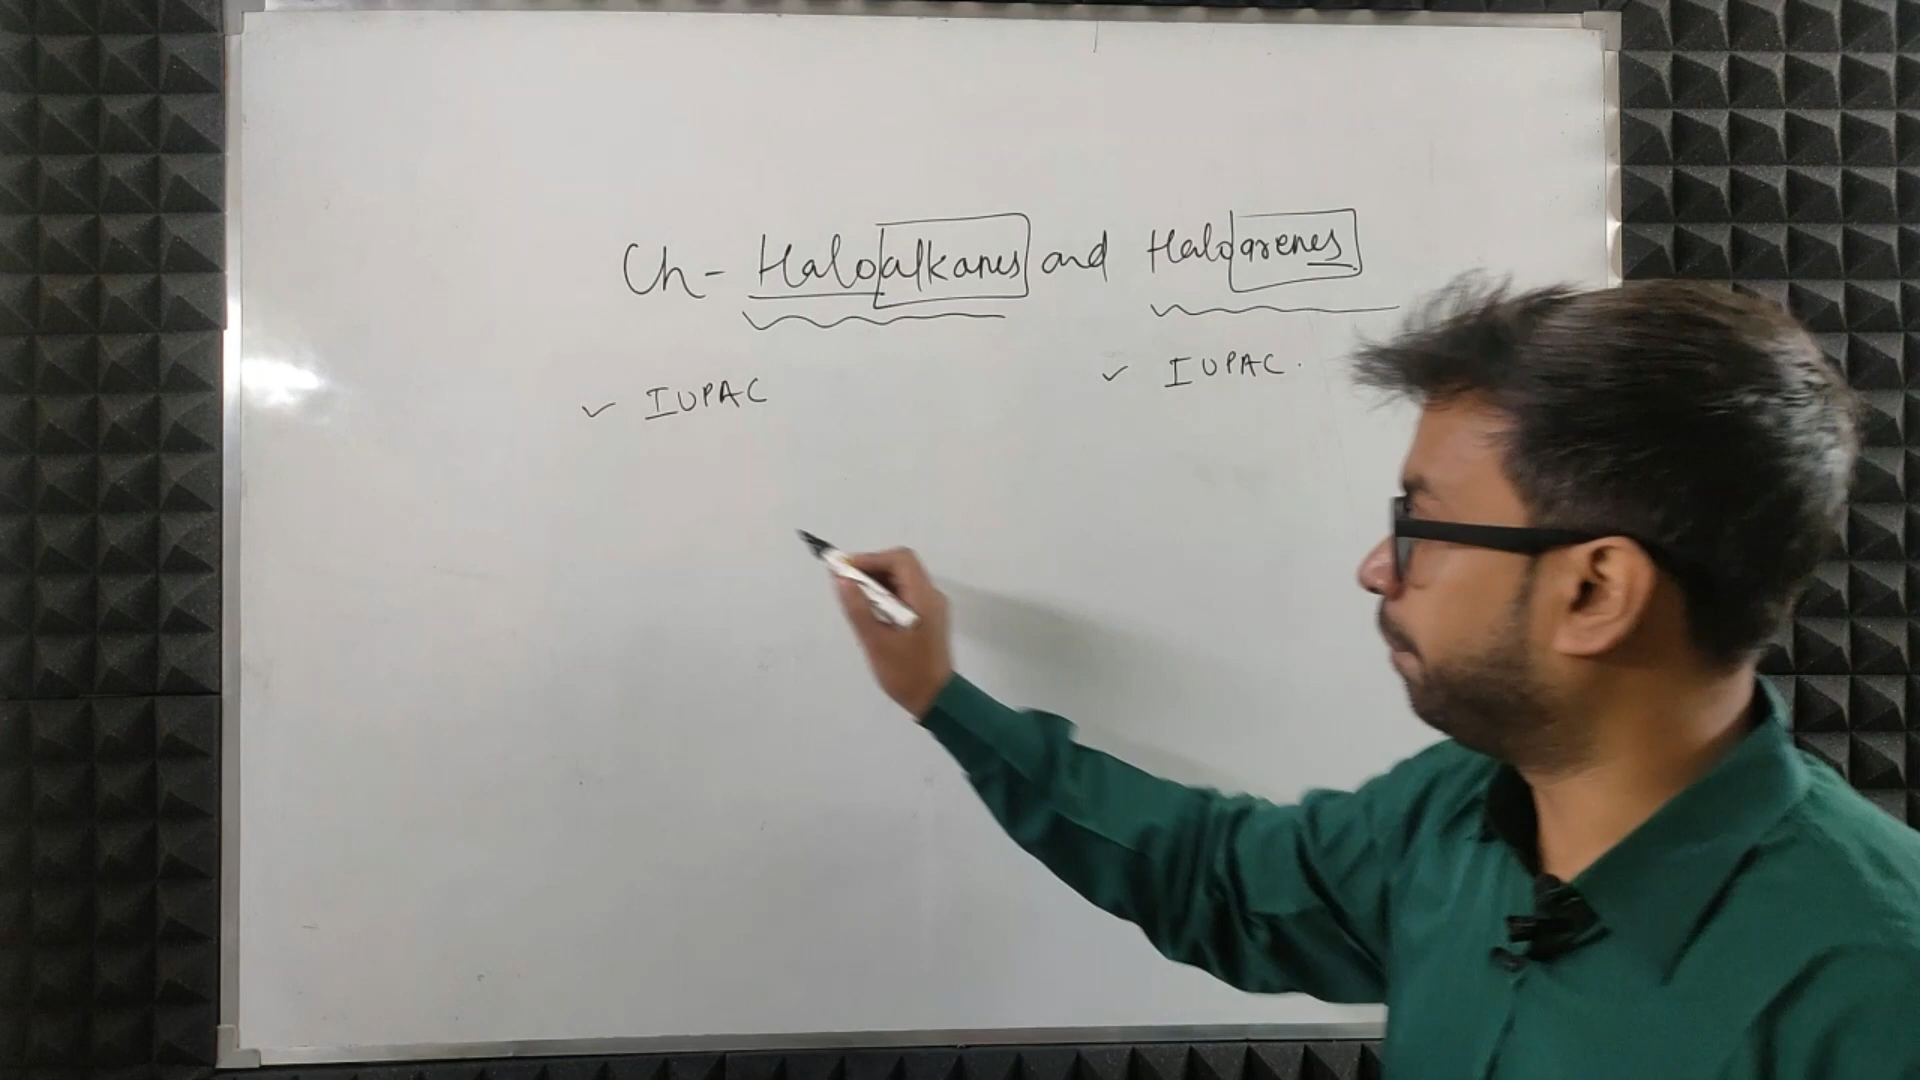 Ch- Haloalkanes and Haloarenes
✓ IUPAC
✓ IUPAC.